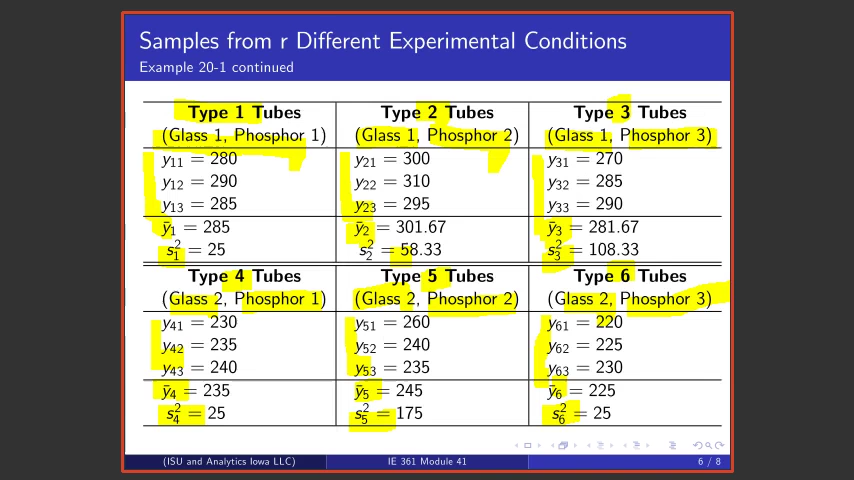 Samples from r Different Experimental Conditions
Example 20-1 continued
Type 1 Tubes Type 2 Tubes Type 3 Tubes
(Glass 1, Phosphor 1) (Glass 1, Phosphor 2) (Glass 1, Phosphor 3)
y₁₁ = 280 y₂₁ = 300 y₃₁ = 270
y₁₂ = 290 y₂₂ = 310 y₃₂ = 285
y₁₃ = 285 y₂₃ = 295 y₃₃ = 290
ȳ₁ = 285 ȳ₂ = 301.67 ȳ₃ = 281.67
s₁² = 25 s₂² = 58.33 s₃² = 108.33
Type 4 Tubes Type 5 Tubes Type 6 Tubes
(Glass 2, Phosphor 1) (Glass 2, Phosphor 2) (Glass 2, Phosphor 3)
y₄₁ = 230 y₅₁ = 260 y₆₁ = 220
y₄₂ = 235 y₅₂ = 240 y₆₂ = 225
y₄₃ = 240 y₅₃ = 235 y₆₃ = 230
ȳ₄ = 235 ȳ₅ = 245 ȳ₆ = 225
s₄² = 25 s₅² = 175 s₆² = 25
(ISU and Analytics Iowa LLC) IE 361 Module 41 6 / 8